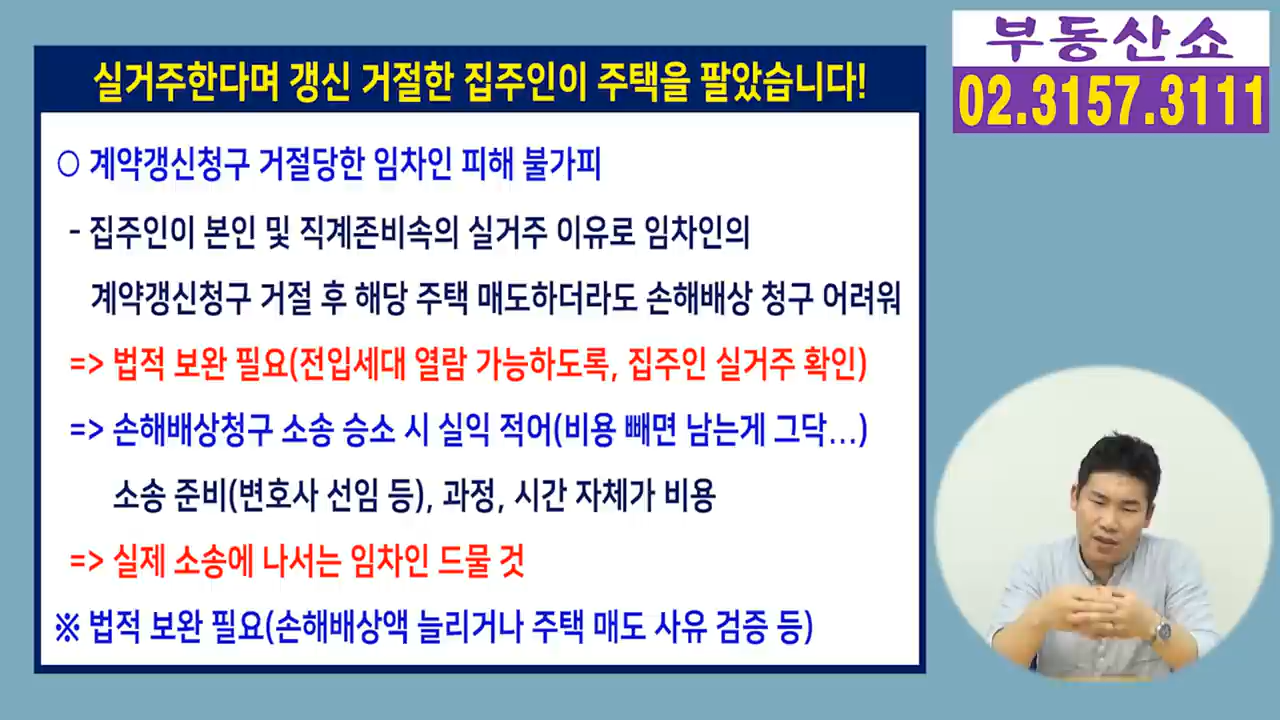 부동산쇼
02.3157.3111
실거주한다며 갱신 거절한 집주인이 주택을 팔았습니다!
○ 계약갱신청구 거절당한 임차인 피해 불가피
- 집주인이 본인 및 직계존비속의 실거주 이유로 임차인의
계약갱신청구 거절 후 해당 주택 매도하더라도 손해배상 청구 어려워
=> 법적 보완 필요(전입세대 열람 가능하도록, 집주인 실거주 확인)
=> 손해배상청구 소송 승소 시 실익 적어(비용 빼면 남는게 그닥...)
소송 준비(변호사 선임 등), 과정, 시간 자체가 비용
=> 실제 소송에 나서는 임차인 드물 것
※ 법적 보완 필요(손해배상액 늘리거나 주택 매도 사유 검증 등)